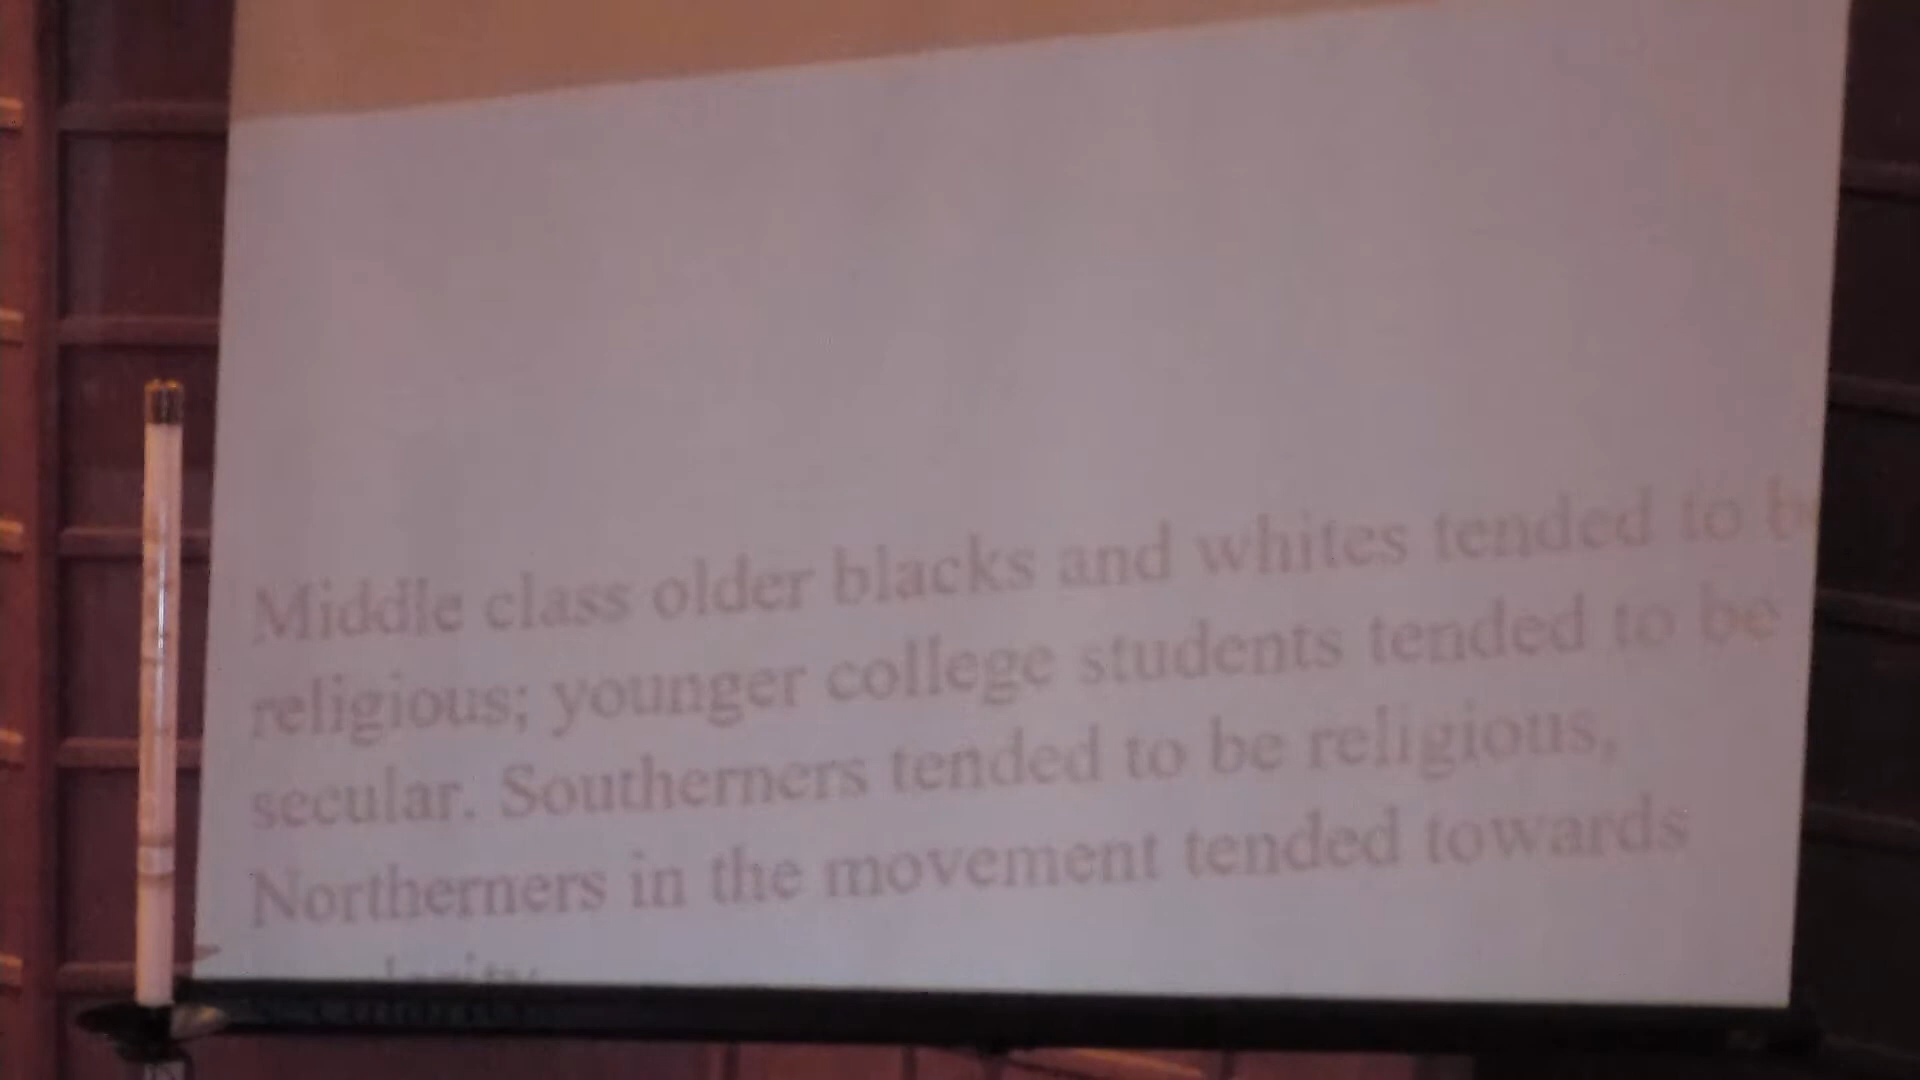 Middle class older blacks and whites tended to be
religious; younger college students tended to be
secular. Southerners tended to be religious,
Northerners in the movement tended towards